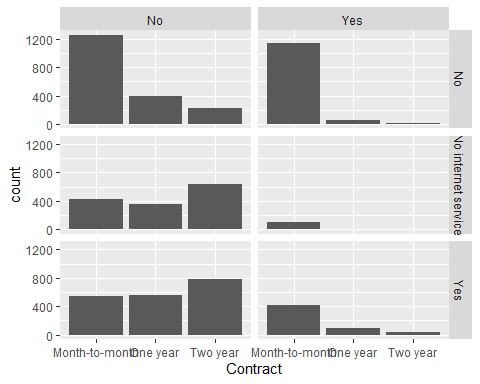 No Yes
1200
800
400
0
No
count
1200
800
400
0
No internet service
1200
800
400
0
Yes
Month-to-month One year Two year Month-to-month One year Two year
Contract